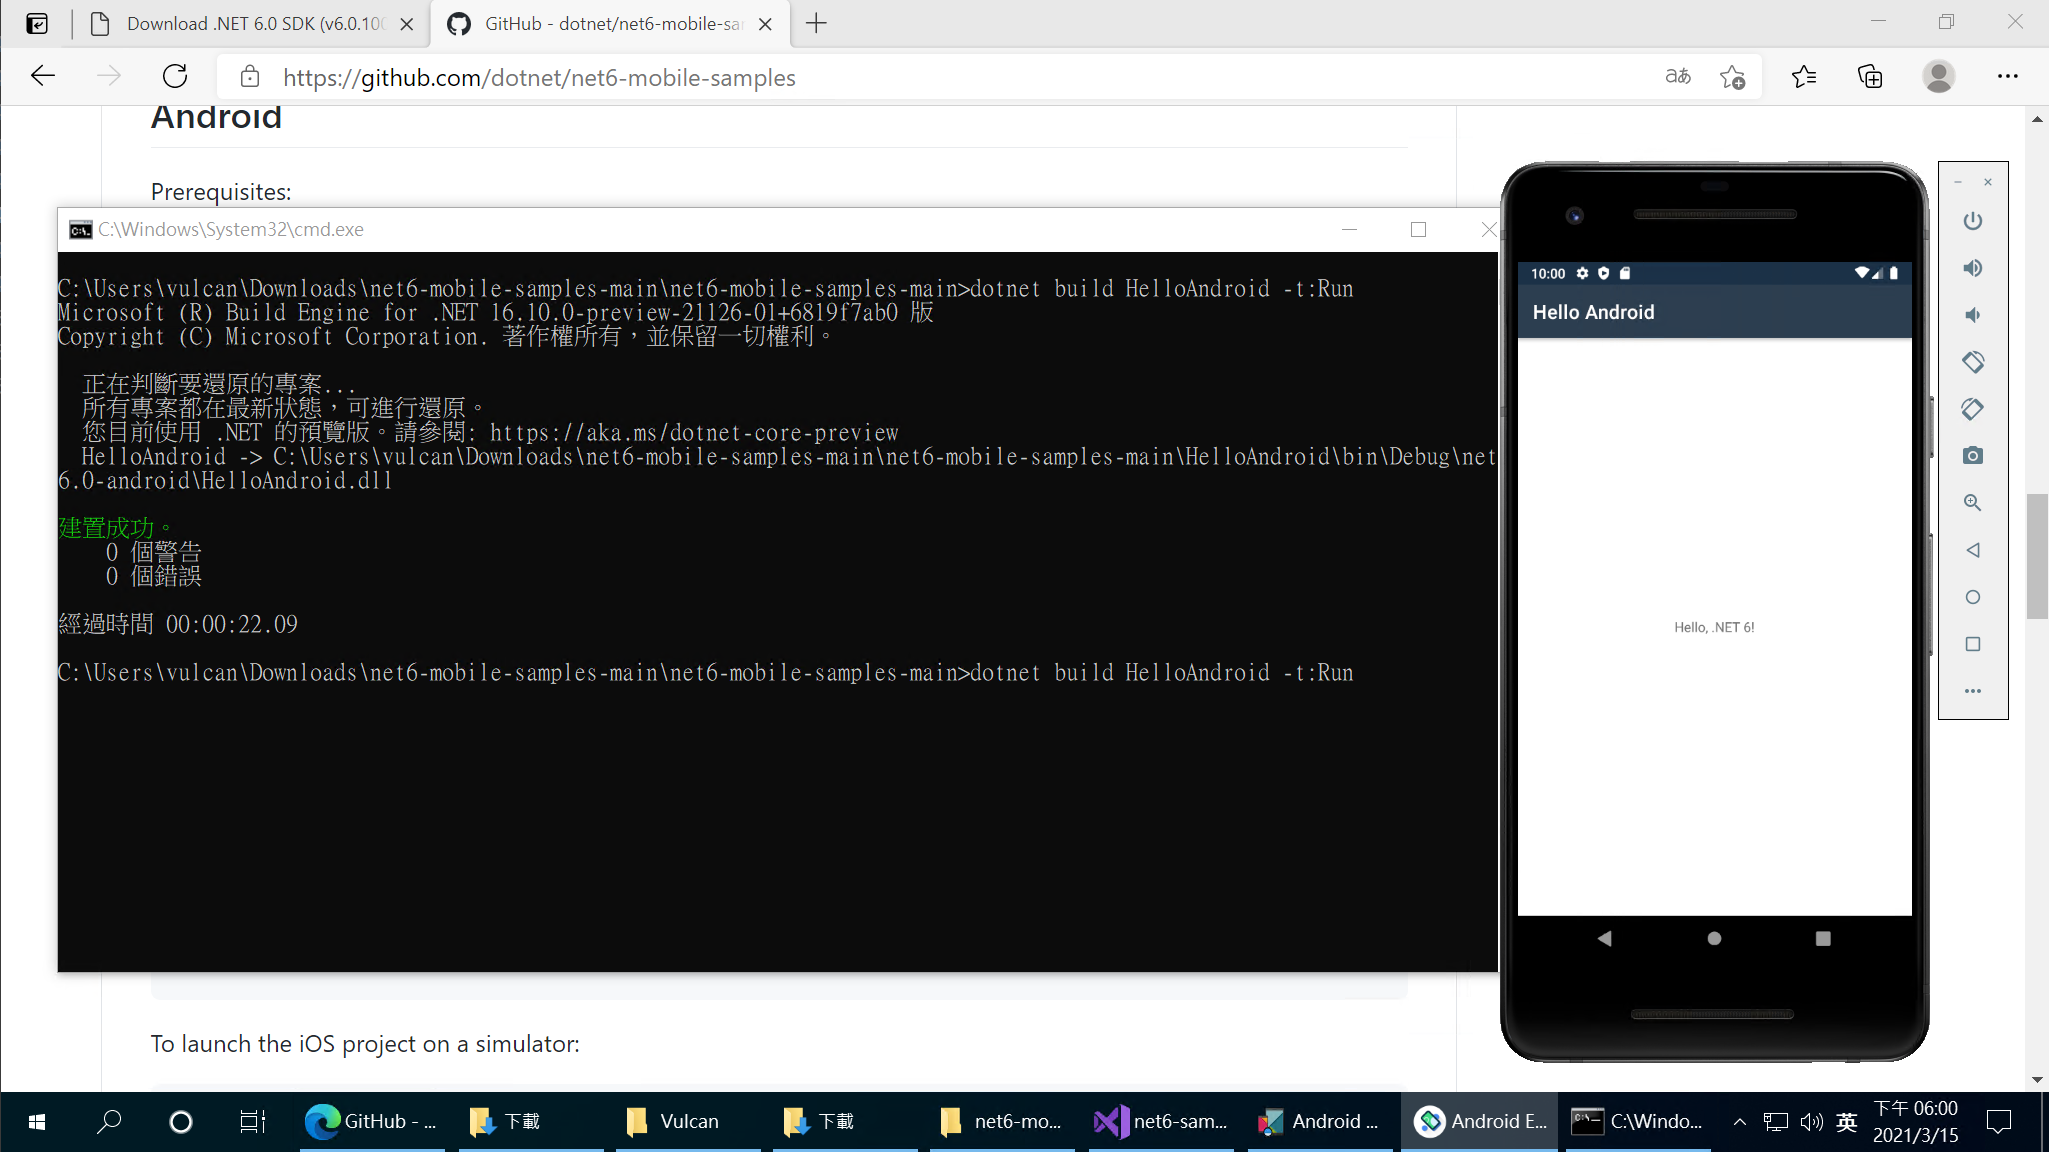 Download .NET 6.0 SDK (v6.0.100
GitHub - dotnet/net6-mobile-sa
https://github.com/dotnet/net6-mobile-samples
Android
Prerequisites:
C:\Windows\System32\cmd.exe
C:\Users\vulcan\Downloads\net6-mobile-samples-main\net6-mobile-samples-main>dotnet build HelloAndroid -t:Run
Microsoft (R) Build Engine for .NET 16.10.0-preview-21126-01+6819f7ab0 版
Copyright (C) Microsoft Corporation. 著作權所有，並保留一切權利。
正在判斷要還原的專案...
所有專案都在最新狀態，可進行還原。
您目前使用 .NET 的預覽版。請參閱: https://aka.ms/dotnet-core-preview
HelloAndroid -> C:\Users\vulcan\Downloads\net6-mobile-samples-main\net6-mobile-samples-main\HelloAndroid\bin\Debug\net
6.0-android\HelloAndroid.dll
建置成功。
0 個警告
0 個錯誤
經過時間 00:00:22.09
C:\Users\vulcan\Downloads\net6-mobile-samples-main\net6-mobile-samples-main>dotnet build HelloAndroid -t:Run
10:00
Hello Android
Hello, .NET 6!
To launch the iOS project on a simulator:
GitHub - ...
下載
Vulcan
下載
net6-mo...
net6-sam...
Android ...
Android E...
C:\Windo...
英
下午 06:00
2021/3/15